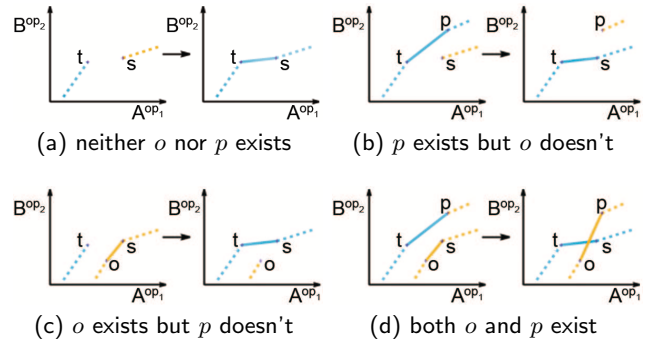 B^op₂ t s A^op₁ B^op₂ t s A^op₁ B^op₂ p t s A^op₁ B^op₂ p t s A^op₁
(a) neither o nor p exists (b) p exists but o doesn't
B^op₂ t s o A^op₁ B^op₂ t s o A^op₁ B^op₂ p t s o A^op₁ B^op₂ p t s o A^op₁
(c) o exists but p doesn't (d) both o and p exist